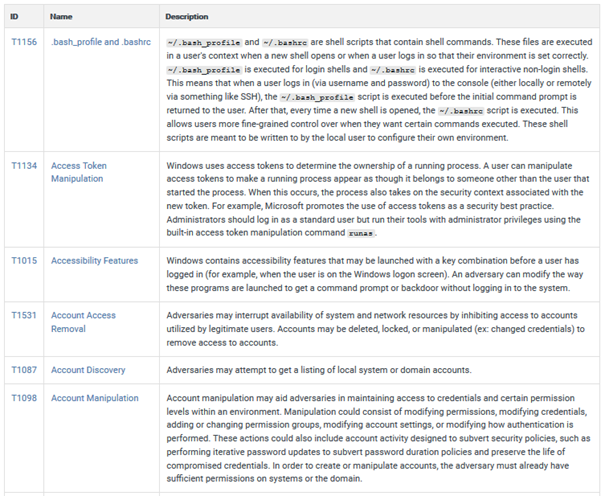 ID Name Description
T1156 .bash_profile and .bashrc ~/.bash_profile and ~/.bashrc are shell scripts that contain shell commands. These files are executed
in a user's context when a new shell opens or when a user logs in so that their environment is set correctly.
~/.bash_profile is executed for login shells and ~/.bashrc is executed for interactive non-login shells.
This means that when a user logs in (via username and password) to the console (either locally or remotely
via something like SSH), the ~/.bash_profile script is executed before the initial command prompt is
returned to the user. After that, every time a new shell is opened, the ~/.bashrc script is executed. This
allows users more fine-grained control over when they want certain commands executed. These shell
scripts are meant to be written to by the local user to configure their own environment.
T1134 Access Token Windows uses access tokens to determine the ownership of a running process. A user can manipulate
Manipulation access tokens to make a running process appear as though it belongs to someone other than the user that
started the process. When this occurs, the process also takes on the security context associated with the
new token. For example, Microsoft promotes the use of access tokens as a security best practice.
Administrators should log in as a standard user but run their tools with administrator privileges using the
built-in access token manipulation command runas.
T1015 Accessibility Features Windows contains accessibility features that may be launched with a key combination before a user has
logged in (for example, when the user is on the Windows logon screen). An adversary can modify the way
these programs are launched to get a command prompt or backdoor without logging in to the system.
T1531 Account Access Adversaries may interrupt availability of system and network resources by inhibiting access to accounts
Removal utilized by legitimate users. Accounts may be deleted, locked, or manipulated (ex: changed credentials) to
remove access to accounts.
T1087 Account Discovery Adversaries may attempt to get a listing of local system or domain accounts.
T1098 Account Manipulation Account manipulation may aid adversaries in maintaining access to credentials and certain permission
levels within an environment. Manipulation could consist of modifying permissions, modifying credentials,
adding or changing permission groups, modifying account settings, or modifying how authentication is
performed. These actions could also include account activity designed to subvert security policies, such as
performing iterative password updates to subvert password duration policies and preserve the life of
compromised credentials. In order to create or manipulate accounts, the adversary must already have
sufficient permissions on systems or the domain.